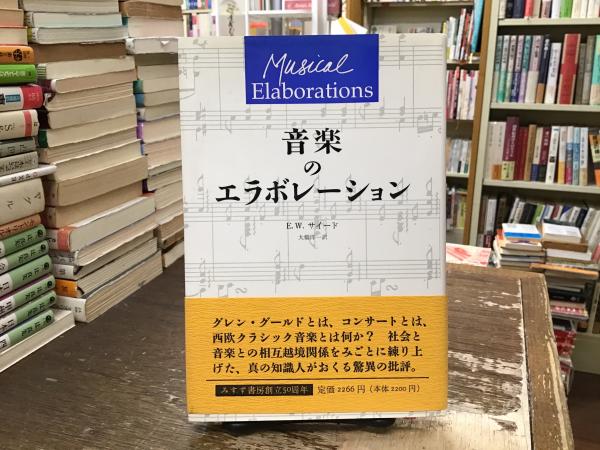 Musical
Elaborations
音楽
の
エラボレーション
E.W. サイード
大橋洋一訳
グレン・グールドとは、コンサートとは、
西欧クラシック音楽とは何か? 社会と
音楽との相互越境関係をみごとに練り上
げた、真の知識人がおくる驚異の批評。
みすず書房創立50周年 定価2266円(本体2200円)